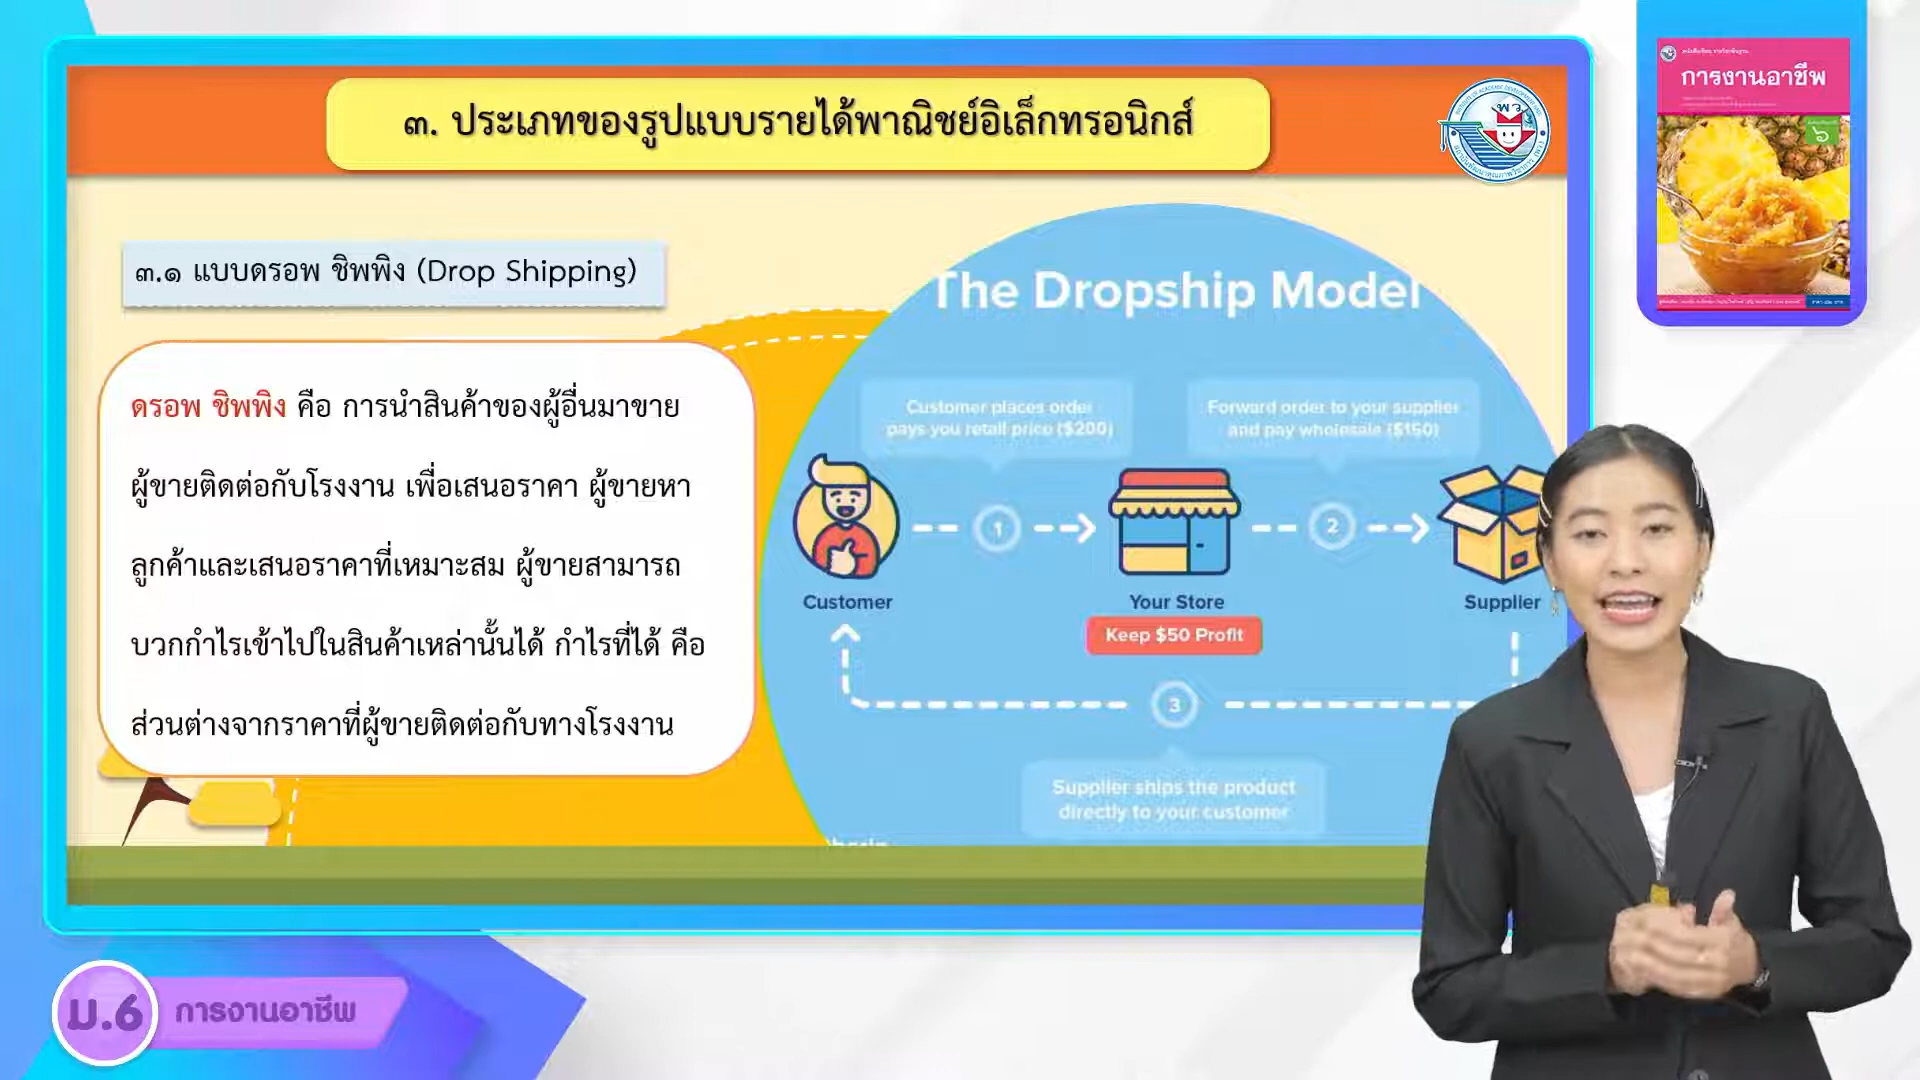 ๓. ประเภทของรูปแบบรายได้พาณิชย์อิเล็กทรอนิกส์
การงานอาชีพ
๖
๓.๑ แบบดรอพ ชิพพิง (Drop Shipping)
ดรอพ ชิพพิง คือ การนำสินค้าของผู้อื่นมาขาย
ผู้ขายติดต่อกับโรงงาน เพื่อเสนอราคา ผู้ขายหา
ลูกค้าและเสนอราคาที่เหมาะสม ผู้ขายสามารถ
บวกกำไรเข้าไปในสินค้าเหล่านั้นได้ กำไรที่ได้ คือ
ส่วนต่างจากราคาที่ผู้ขายติดต่อกับทางโรงงาน
The Dropship Model
Customer places order
pays you retail price ($200)
Forward order to your supplier
and pay wholesale ($150)
1
2
Customer
Your Store
Supplier
Keep $50 Profit
3
Supplier ships the product
directly to your customer
ม.6 การงานอาชีพ